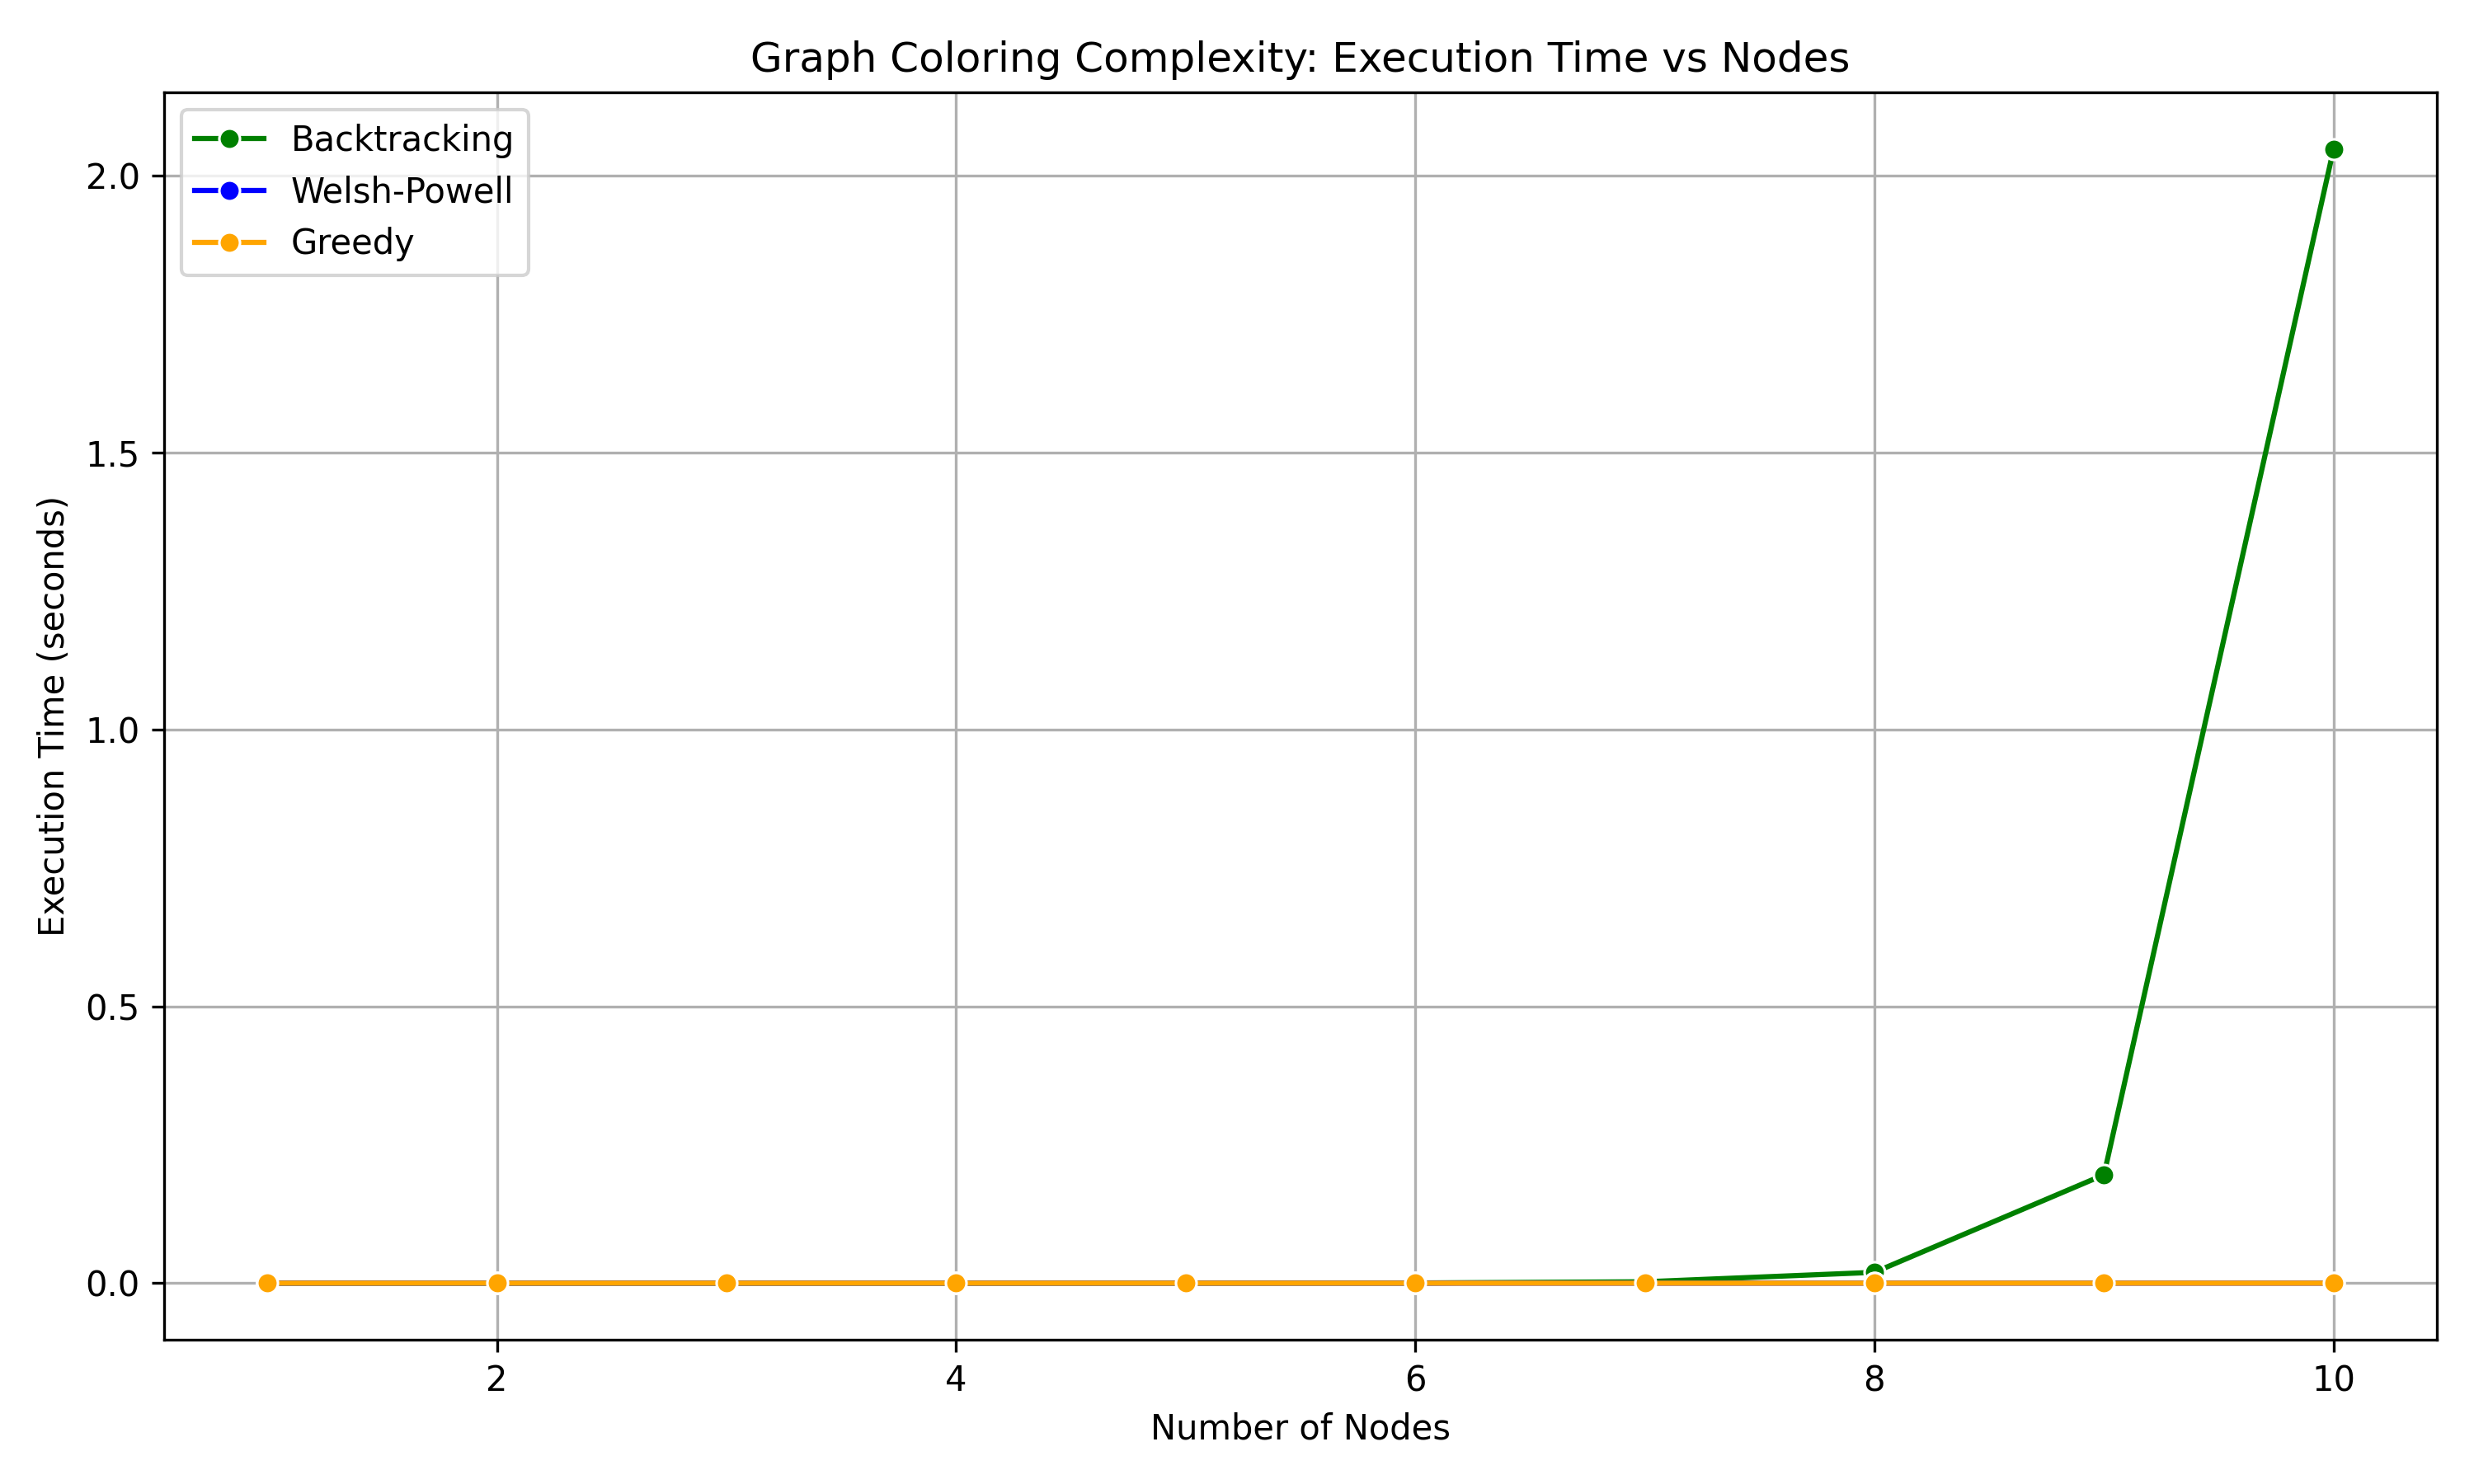 Graph Coloring Complexity: Execution Time vs Nodes
Backtracking
Welsh-Powell
Greedy
2.0
1.5
1.0
0.5
0.0
Execution Time (seconds)
2 4 6 8 10
Number of Nodes